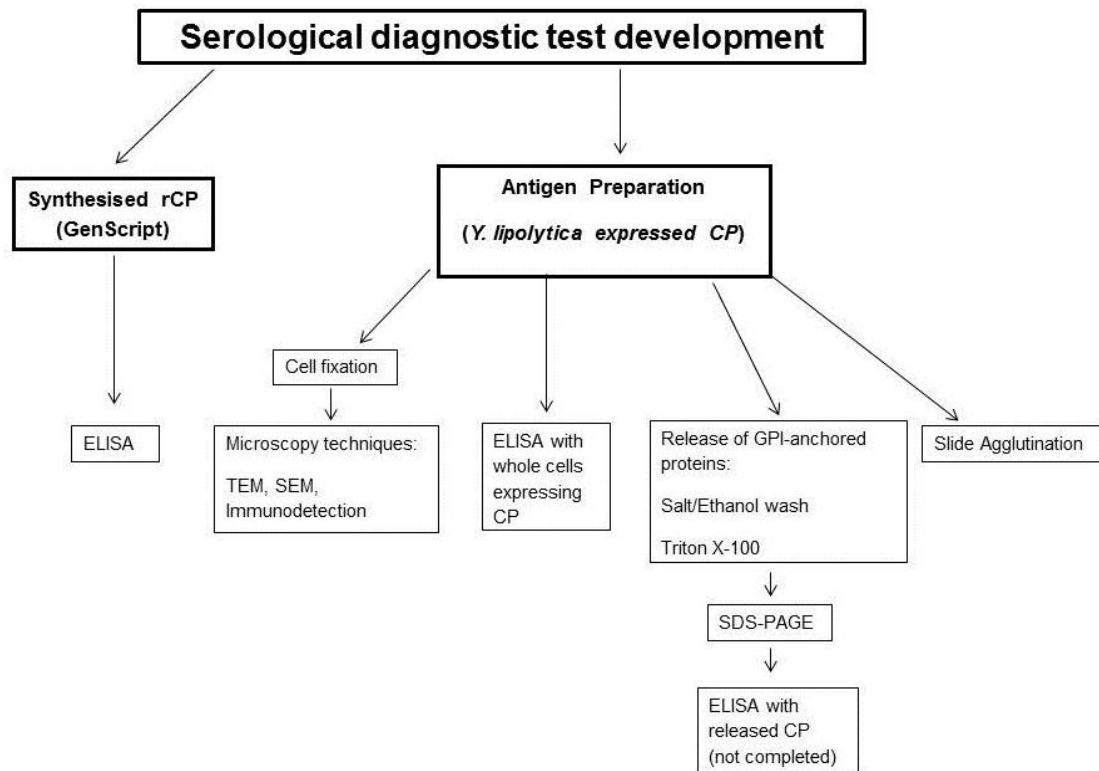 Serological diagnostic test development
Synthesised rCP
(GenScript)
Antigen Preparation
(Y. lipolytica expressed CP)
Cell fixation
ELISA
Microscopy techniques:
TEM, SEM,
Immunodetection
ELISA with
whole cells
expressing
CP
Release of GPI-anchored
proteins:
Salt/Ethanol wash
Triton X-100
Slide Agglutination
SDS-PAGE
ELISA with
released CP
(not completed)